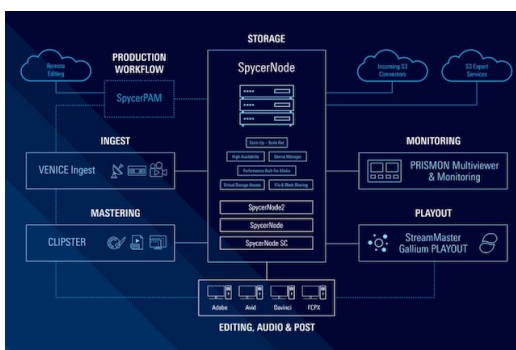 STORAGE
SpycerNode
Remote
Editing
PRODUCTION
WORKFLOW
SpycerPAM
Incoming S3
Connectors
S3 Export
Services
Scale Up - Scale Out
High Availability
Device Manager
Performance Built for Media
Virtual Storage Access
File & Block Sharing
INGEST
VENICE Ingest
MONITORING
PRISMON Multiviewer
& Monitoring
MASTERING
CLIPSTER
SpycerNode2
SpycerNode
SpycerNode SC
PLAYOUT
StreamMaster
Gallium PLAYOUT
Adobe
Avid
Davinci
FCPX
EDITING, AUDIO & POST